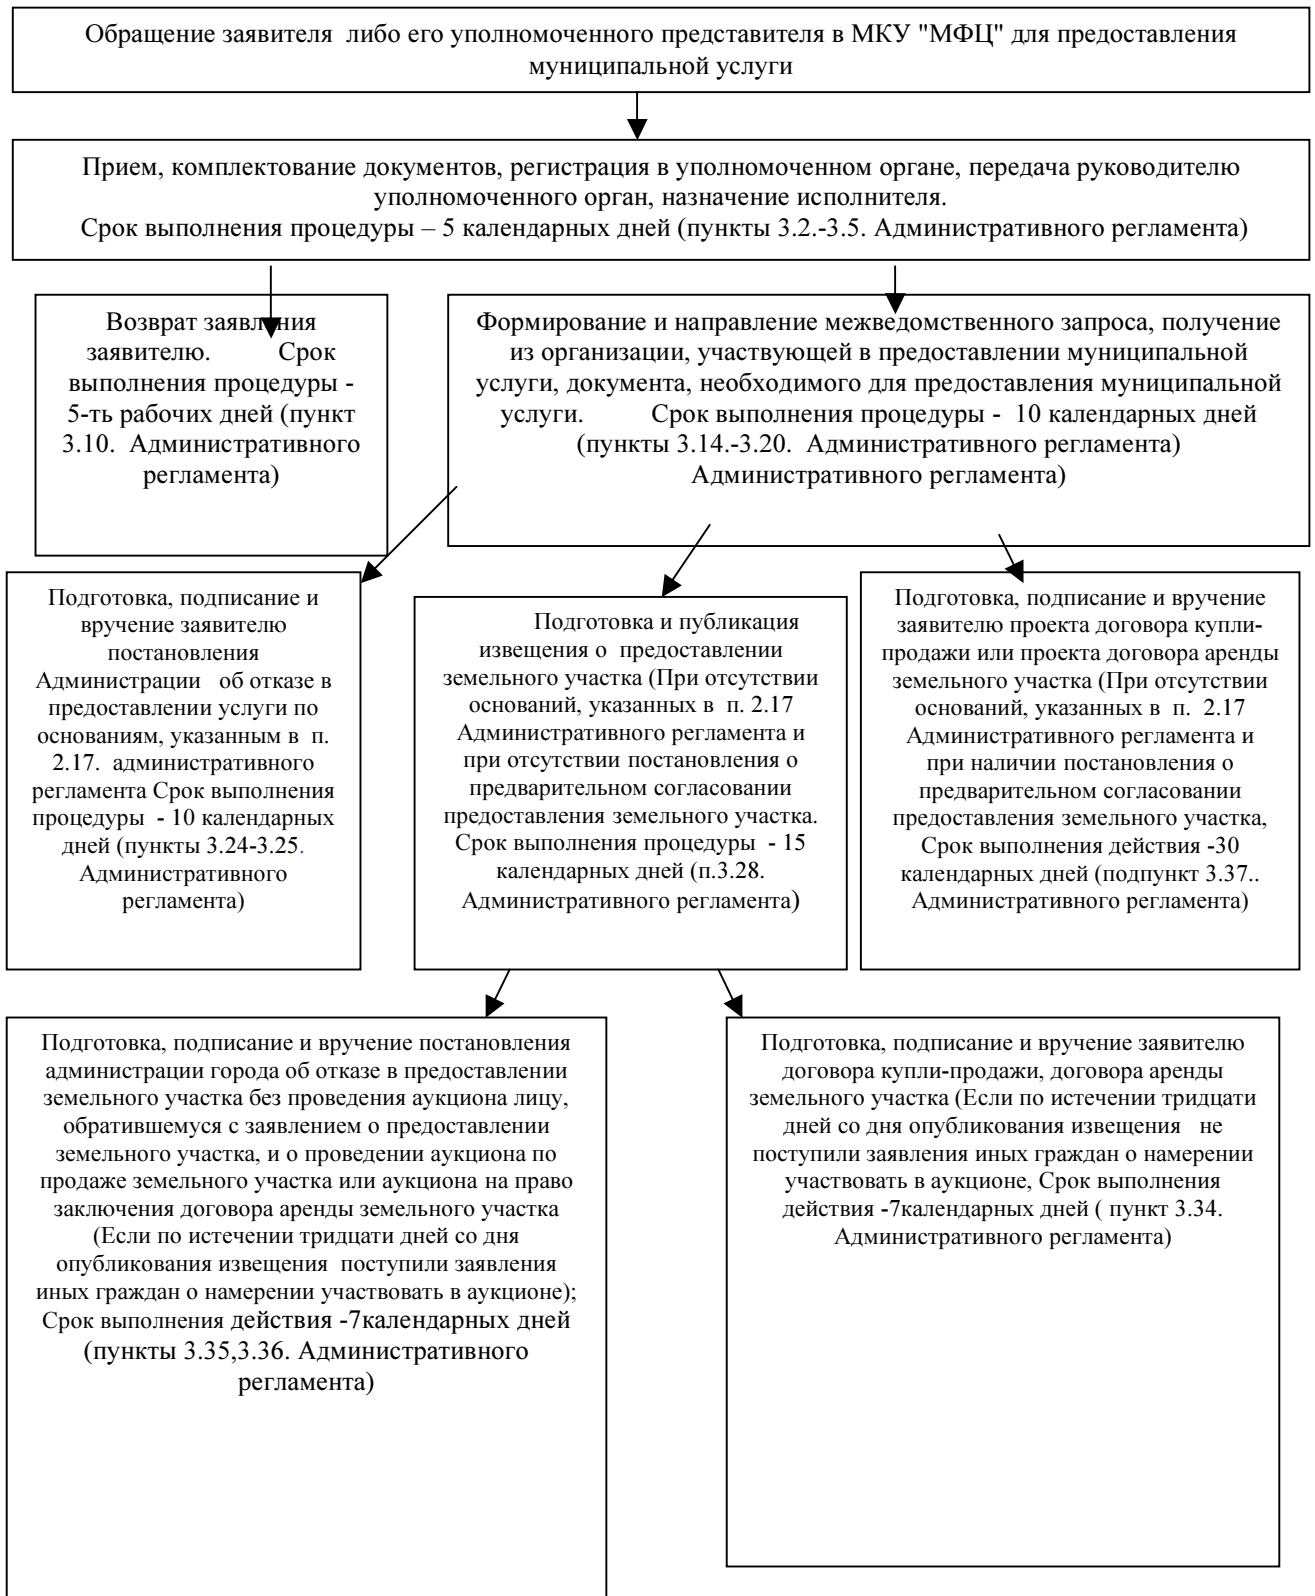 Обращение заявителя либо его уполномоченного представителя в МКУ "МФЦ" для предоставления
муниципальной услуги
Прием, комплектование документов, регистрация в уполномоченном органе, передача руководителю
уполномоченного орган, назначение исполнителя.
Срок выполнения процедуры – 5 календарных дней (пункты 3.2.-3.5. Административного регламента)
Возврат заявления
заявителю. Срок
выполнения процедуры -
5-ть рабочих дней (пункт
3.10. Административного
регламента)
Формирование и направление межведомственного запроса, получение
из организации, участвующей в предоставлении муниципальной
услуги, документа, необходимого для предоставления муниципальной
услуги. Срок выполнения процедуры - 10 календарных дней
(пункты 3.14.-3.20. Административного регламента)
Административного регламента)
Подготовка, подписание и
вручение заявителю
постановления
Администрации об отказе в
предоставлении услуги по
основаниям, указанным в п.
2.17. административного
регламента Срок выполнения
процедуры - 10 календарных
дней (пункты 3.24-3.25.
Административного
регламента)
Подготовка и публикация
извещения о предоставлении
земельного участка (При отсутствии
оснований, указанных в п. 2.17
Административного регламента и
при отсутствии постановления о
предварительном согласовании
предоставления земельного участка.
Срок выполнения процедуры - 15
календарных дней (п.3.28.
Административного регламента)
Подготовка, подписание и вручение
заявителю проекта договора купли-
продажи или проекта договора аренды
земельного участка (При отсутствии
оснований, указанных в п. 2.17
Административного регламента и
при наличии постановления о
предварительном согласовании
предоставления земельного участка,
Срок выполнения действия -30
календарных дней (подпункт 3.37..
Административного регламента)
Подготовка, подписание и вручение постановления
администрации города об отказе в предоставлении
земельного участка без проведения аукциона лицу,
обратившемуся с заявлением о предоставлении
земельного участка, и о проведении аукциона по
продаже земельного участка или аукциона на право
заключения договора аренды земельного участка
(Если по истечении тридцати дней со дня
опубликования извещения поступили заявления
иных граждан о намерении участвовать в аукционе);
Срок выполнения действия -7календарных дней
(пункты 3.35,3.36. Административного
регламента)
Подготовка, подписание и вручение заявителю
договора купли-продажи, договора аренды
земельного участка (Если по истечении тридцати
дней со дня опубликования извещения не
поступили заявления иных граждан о намерении
участвовать в аукционе, Срок выполнения
действия -7календарных дней ( пункт 3.34.
Административного регламента)